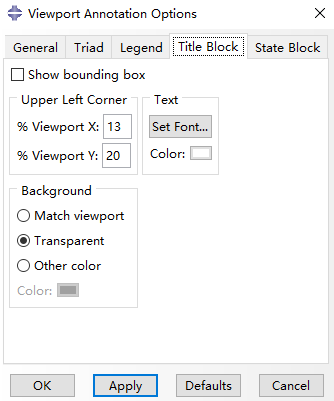 Viewport Annotation Options
General Triad Legend Title Block State Block
Show bounding box
Upper Left Corner
% Viewport X: 13
% Viewport Y: 20
Text
Set Font...
Color:
Background
Match viewport
Transparent
Other color
Color:
OK Apply Defaults Cancel